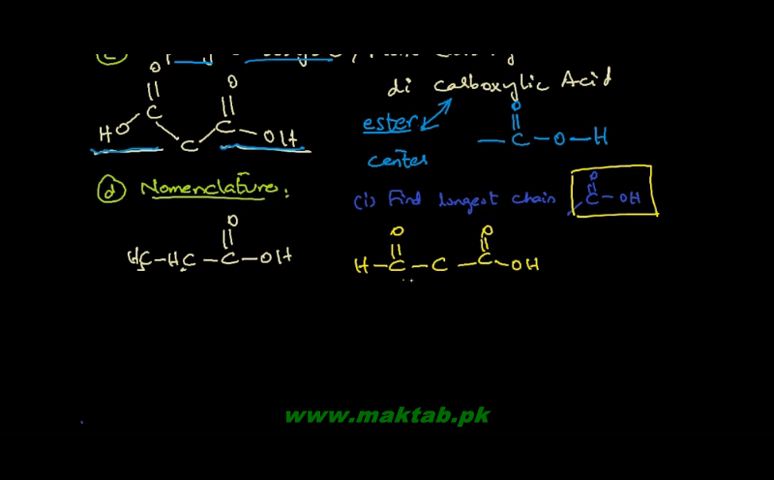 di carboxylic Acid
O O
C C
HO OH
C
ester
center
O
— C — O — H
(d) Nomenclature:
(i) Find longest chain
O
C — OH
O
H₃C — H₂C — C — OH
O O
H — C — C — C — OH
www.maktab.pk